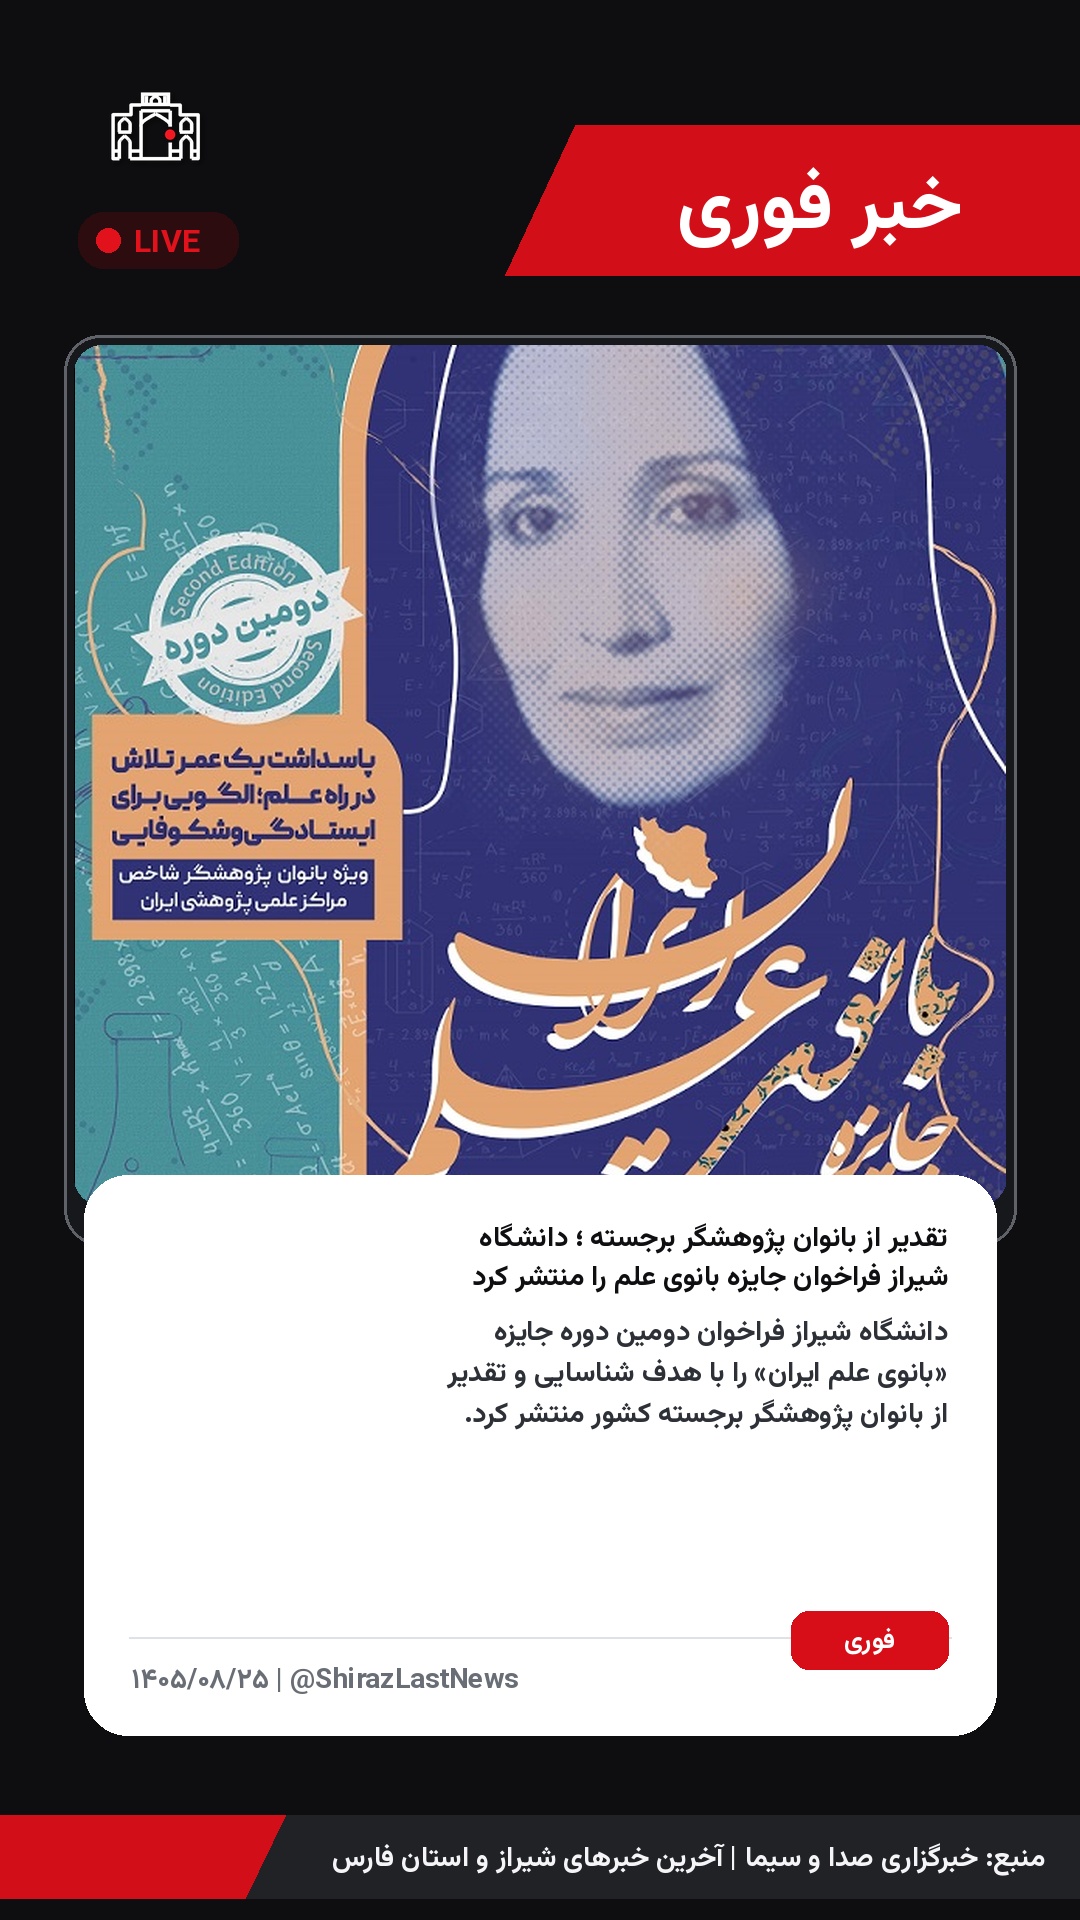 خبر فوری
LIVE
Second Edition
دومین دوره
Second Edition
پاسداشت یک عمر تلاش
در راه علم؛ الگویی برای
ایستادگی و شکوفایی
ویژه بانوان پژوهشگر شاخص
مراکز علمی پژوهشی ایران
جایزه
بانوی
علم
ایران
تقدیر از بانوان پژوهشگر برجسته ؛ دانشگاه
شیراز فراخوان جایزه بانوی علم را منتشر کرد
دانشگاه شیراز فراخوان دومین دوره جایزه
«بانوی علم ایران» را با هدف شناسایی و تقدیر
از بانوان پژوهشگر برجسته کشور منتشر کرد.
فوری
۱۴۰۵/۰۸/۲۵ | @ShirazLastNews
منبع: خبرگزاری صدا و سیما | آخرین خبرهای شیراز و استان فارس